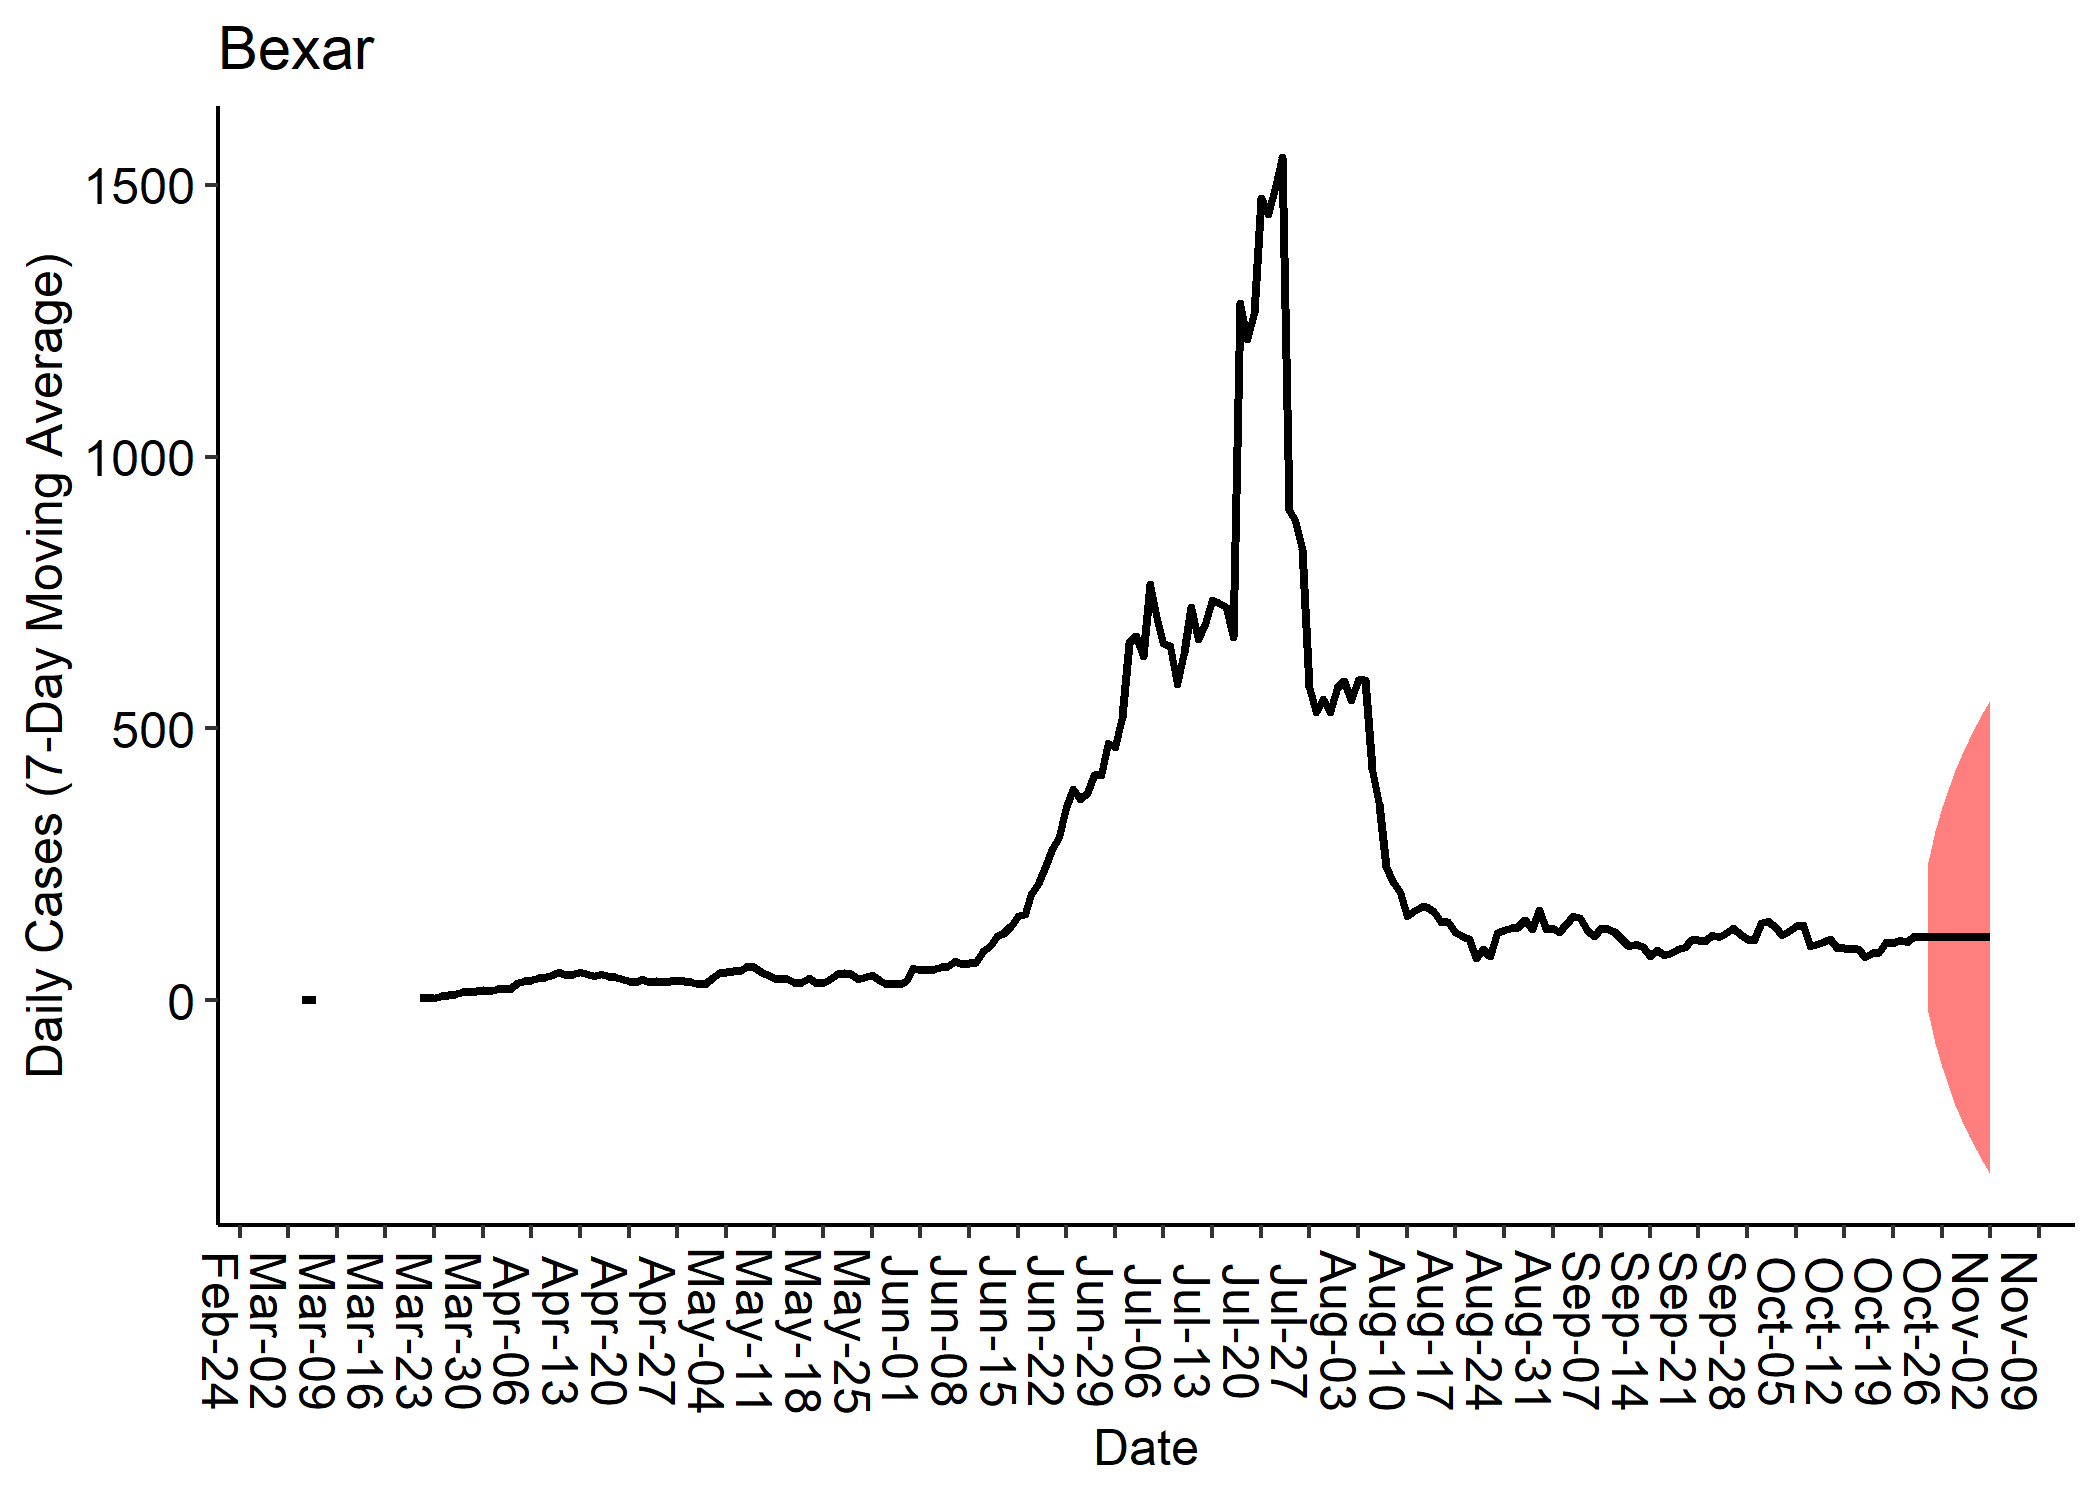 Bexar
Daily Cases (7-Day Moving Average)
1500
1000
500
0
Feb-24
Mar-02
Mar-09
Mar-16
Mar-23
Mar-30
Apr-06
Apr-13
Apr-20
Apr-27
May-04
May-11
May-18
May-25
Jun-01
Jun-08
Jun-15
Jun-22
Jun-29
Jul-06
Jul-13
Jul-20
Jul-27
Aug-03
Aug-10
Aug-17
Aug-24
Aug-31
Sep-07
Sep-14
Sep-21
Sep-28
Oct-05
Oct-12
Oct-19
Oct-26
Nov-02
Nov-09
Date